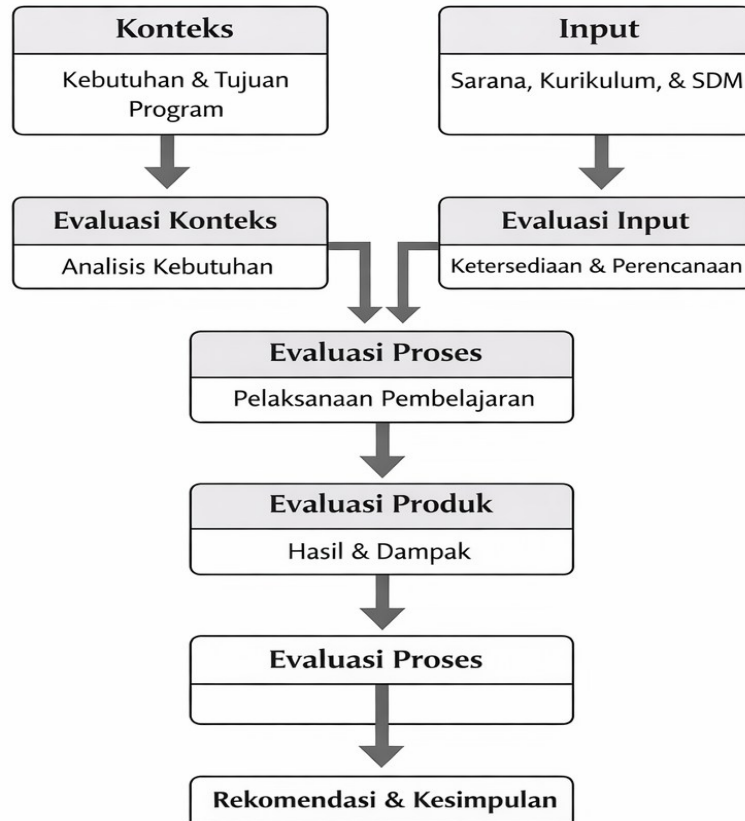 Konteks
Kebutuhan & Tujuan
Program
Input
Sarana, Kurikulum, & SDM
Evaluasi Konteks
Analisis Kebutuhan
Evaluasi Input
Ketersediaan & Perencanaan
Evaluasi Proses
Pelaksanaan Pembelajaran
Evaluasi Produk
Hasil & Dampak
Evaluasi Proses
Rekomendasi & Kesimpulan